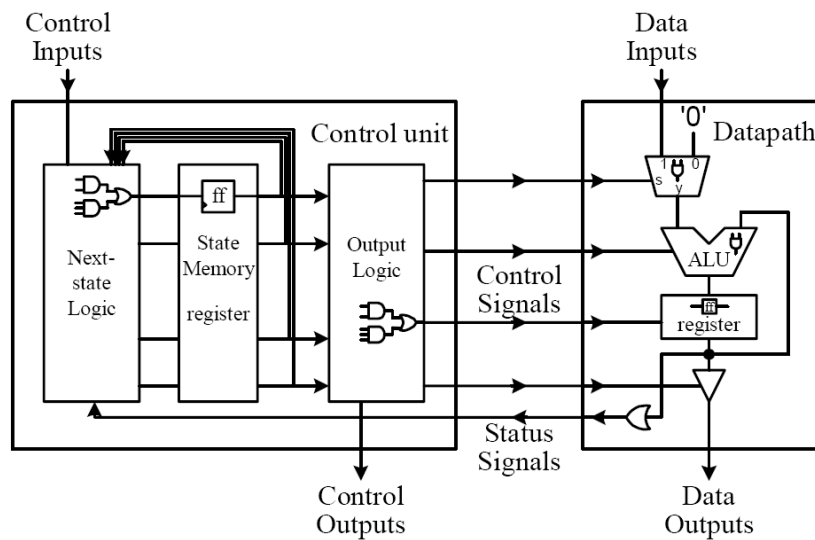 Control
Inputs
Data
Inputs
Control unit
'0'
Datapath
1 0
s
y
ff
Next-
state
Logic
State
Memory
register
Output
Logic
ALU
Control
Signals
ff
register
Status
Signals
Control
Outputs
Data
Outputs